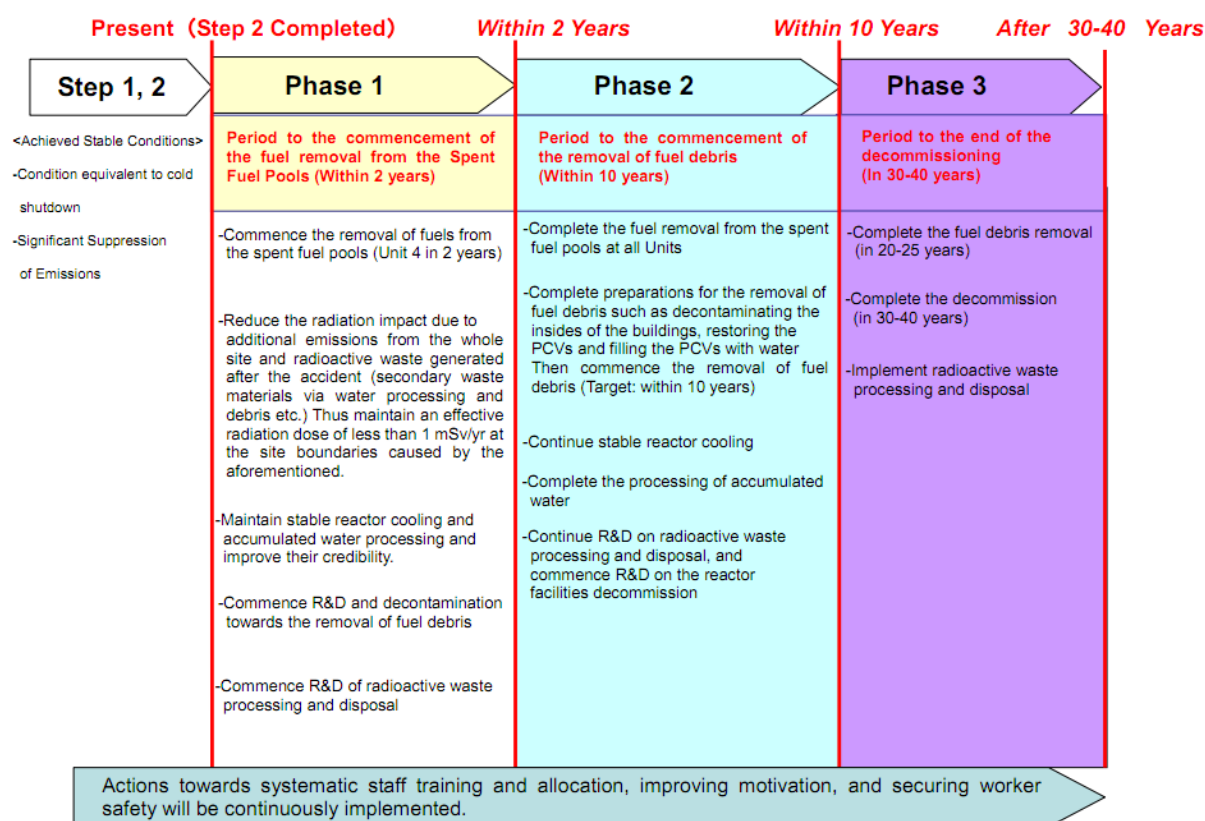 Present（Step 2 Completed）
Within 2 Years
Within 10 Years
After 30-40 Years
Step 1, 2
Phase 1
Phase 2
Phase 3
<Achieved Stable Conditions>
-Condition equivalent to cold
shutdown
-Significant Suppression
of Emissions
Period to the commencement of
the fuel removal from the Spent
Fuel Pools (Within 2 years)
-Commence the removal of fuels from
the spent fuel pools (Unit 4 in 2 years)
-Reduce the radiation impact due to
additional emissions from the whole
site and radioactive waste generated
after the accident (secondary waste
materials via water processing and
debris etc.) Thus maintain an effective
radiation dose of less than 1 mSv/yr at
the site boundaries caused by the
aforementioned.
-Maintain stable reactor cooling and
accumulated water processing and
improve their credibility.
-Commence R&D and decontamination
towards the removal of fuel debris
-Commence R&D of radioactive waste
processing and disposal
Period to the commencement of
the removal of fuel debris
(Within 10 years)
-Complete the fuel removal from the spent
fuel pools at all Units
-Complete preparations for the removal of
fuel debris such as decontaminating the
insides of the buildings, restoring the
PCVs and filling the PCVs with water
Then commence the removal of fuel
debris (Target: within 10 years)
-Continue stable reactor cooling
-Complete the processing of accumulated
water
-Continue R&D on radioactive waste
processing and disposal, and
commence R&D on the reactor
facilities decommission
Period to the end of the
decommissioning
(In 30-40 years)
-Complete the fuel debris removal
(in 20-25 years)
-Complete the decommission
(in 30-40 years)
-Implement radioactive waste
processing and disposal
Actions towards systematic staff training and allocation, improving motivation, and securing worker
safety will be continuously implemented.